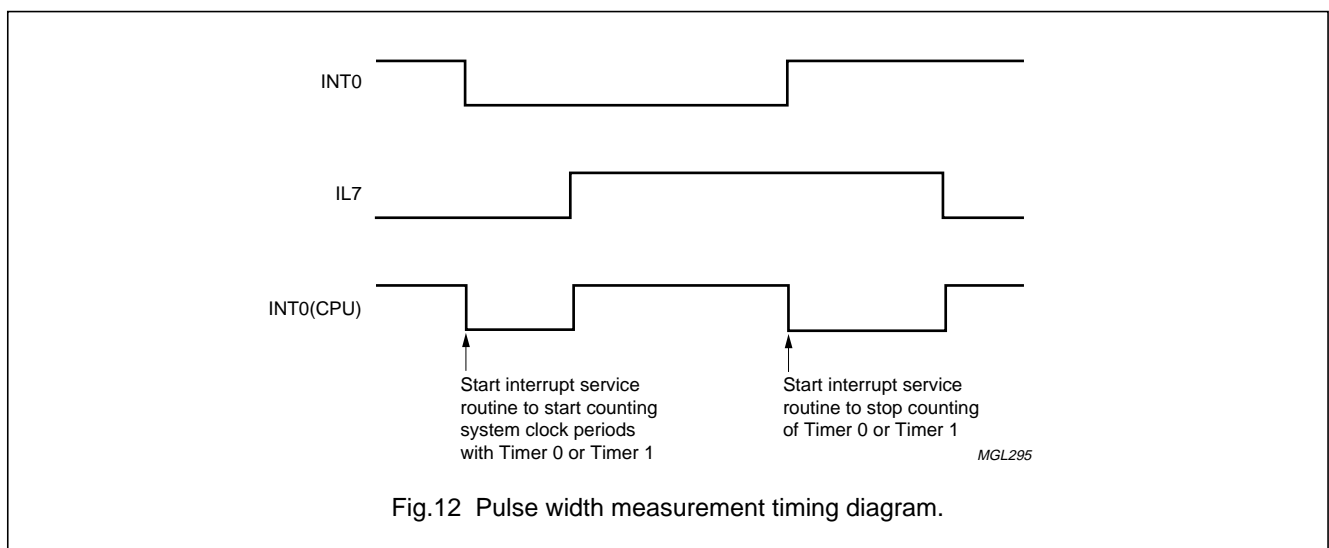 INT0
IL7
INT0(CPU)
Start interrupt service
routine to start counting
system clock periods
with Timer 0 or Timer 1
Start interrupt service
routine to stop counting
of Timer 0 or Timer 1
MGL295
Fig.12 Pulse width measurement timing diagram.